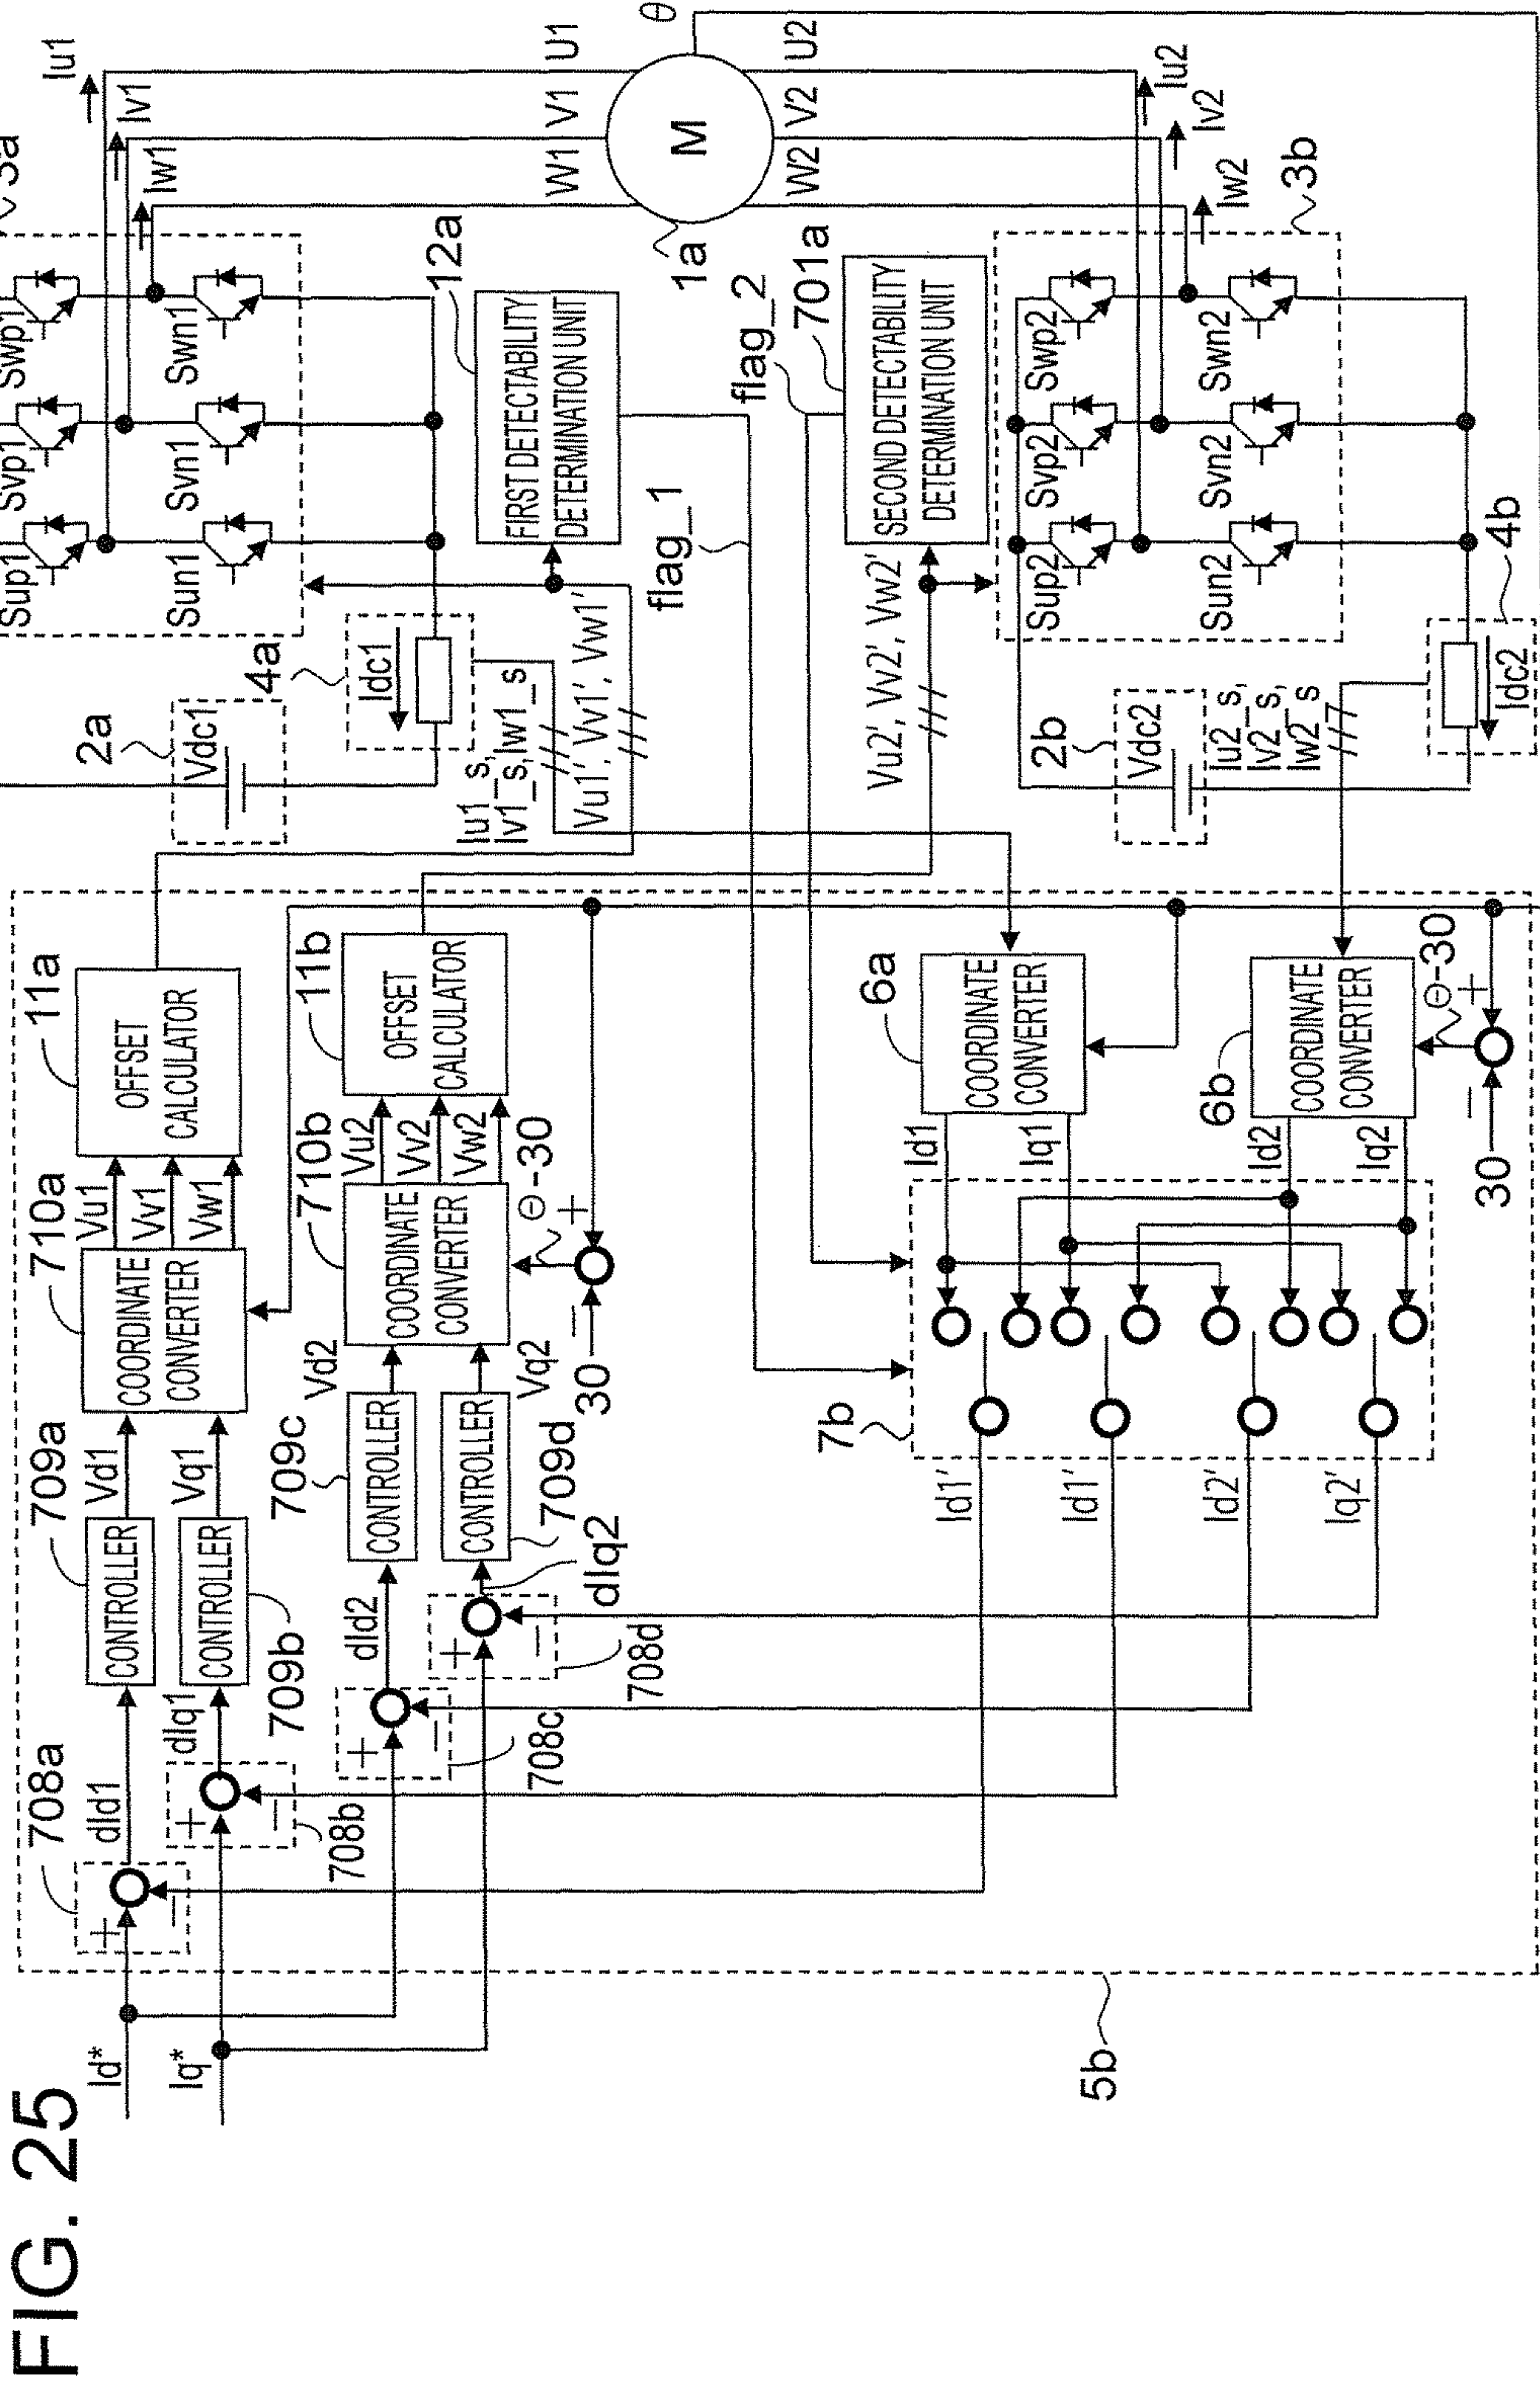 FIG. 25
Id*
Iq*
708a
dId1
709a
CONTROLLER
Vd1
710a
COORDINATE
CONVERTER
Vu1
Vv1
Vw1
11a
OFFSET
CALCULATOR
708b
dIq1
709b
CONTROLLER
Vq1
+
−
+
−
708c
dId2
709c
CONTROLLER
Vd2
710b
COORDINATE
CONVERTER
Vu2
Vv2
Vw2
11b
OFFSET
CALCULATOR
708d
dIq2
709d
CONTROLLER
Vq2
+
−
+
−
30
−
+
Θ-30
5b
Id1'
Id1'
Id2'
Iq2'
7b
Id1
Iq1
Id2
Iq2
6a
COORDINATE
CONVERTER
6b
COORDINATE
CONVERTER
30
−
+
Θ-30
2a
Vdc1
4a
Idc1
Iu1_s,
Iv1_s,Iw1_s
Vu1', Vv1', Vw1'
flag_1
12a
FIRST DETECTABILITY
DETERMINATION UNIT
3a
Sup1
Svp1
Swp1
Sun1
Svn1
Swn1
Iu1
Iv1
Iw1
U1
V1
W1
θ
M
1a
U2
V2
W2
flag_2
701a
SECOND DETECTABILITY
DETERMINATION UNIT
Vu2', Vv2', Vw2'
3b
Sup2
Svp2
Swp2
Sun2
Svn2
Swn2
Iu2
Iv2
Iw2
2b
Vdc2
Iu2_s,
Iv2_s,
Iw2_s
4b
Idc2